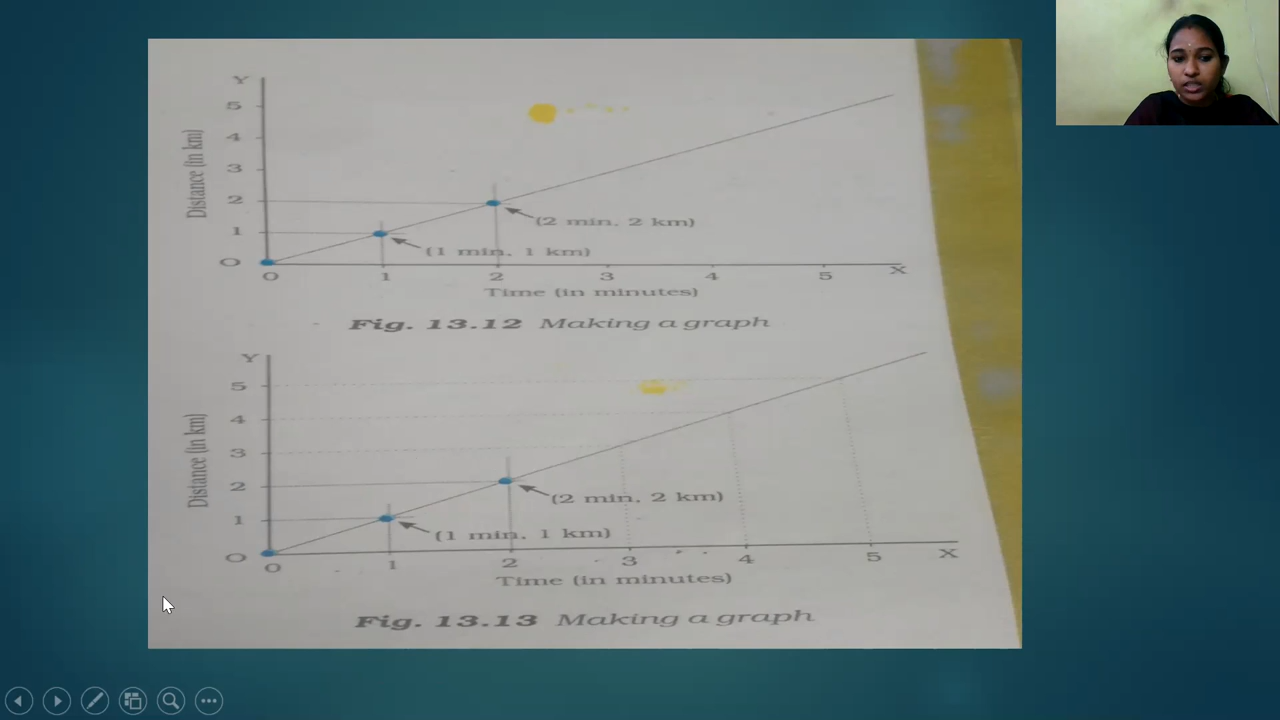 Y
5
4
3
2
1
O
Distance (in km)
(2 min, 2 km)
(1 min, 1 km)
0 1 2 3 4 5 X
Time (in minutes)
Fig. 13.12 Making a graph
Y
5
4
3
2
1
O
Distance (in km)
(2 min, 2 km)
(1 min, 1 km)
0 1 2 3 4 5 X
Time (in minutes)
Fig. 13.13 Making a graph